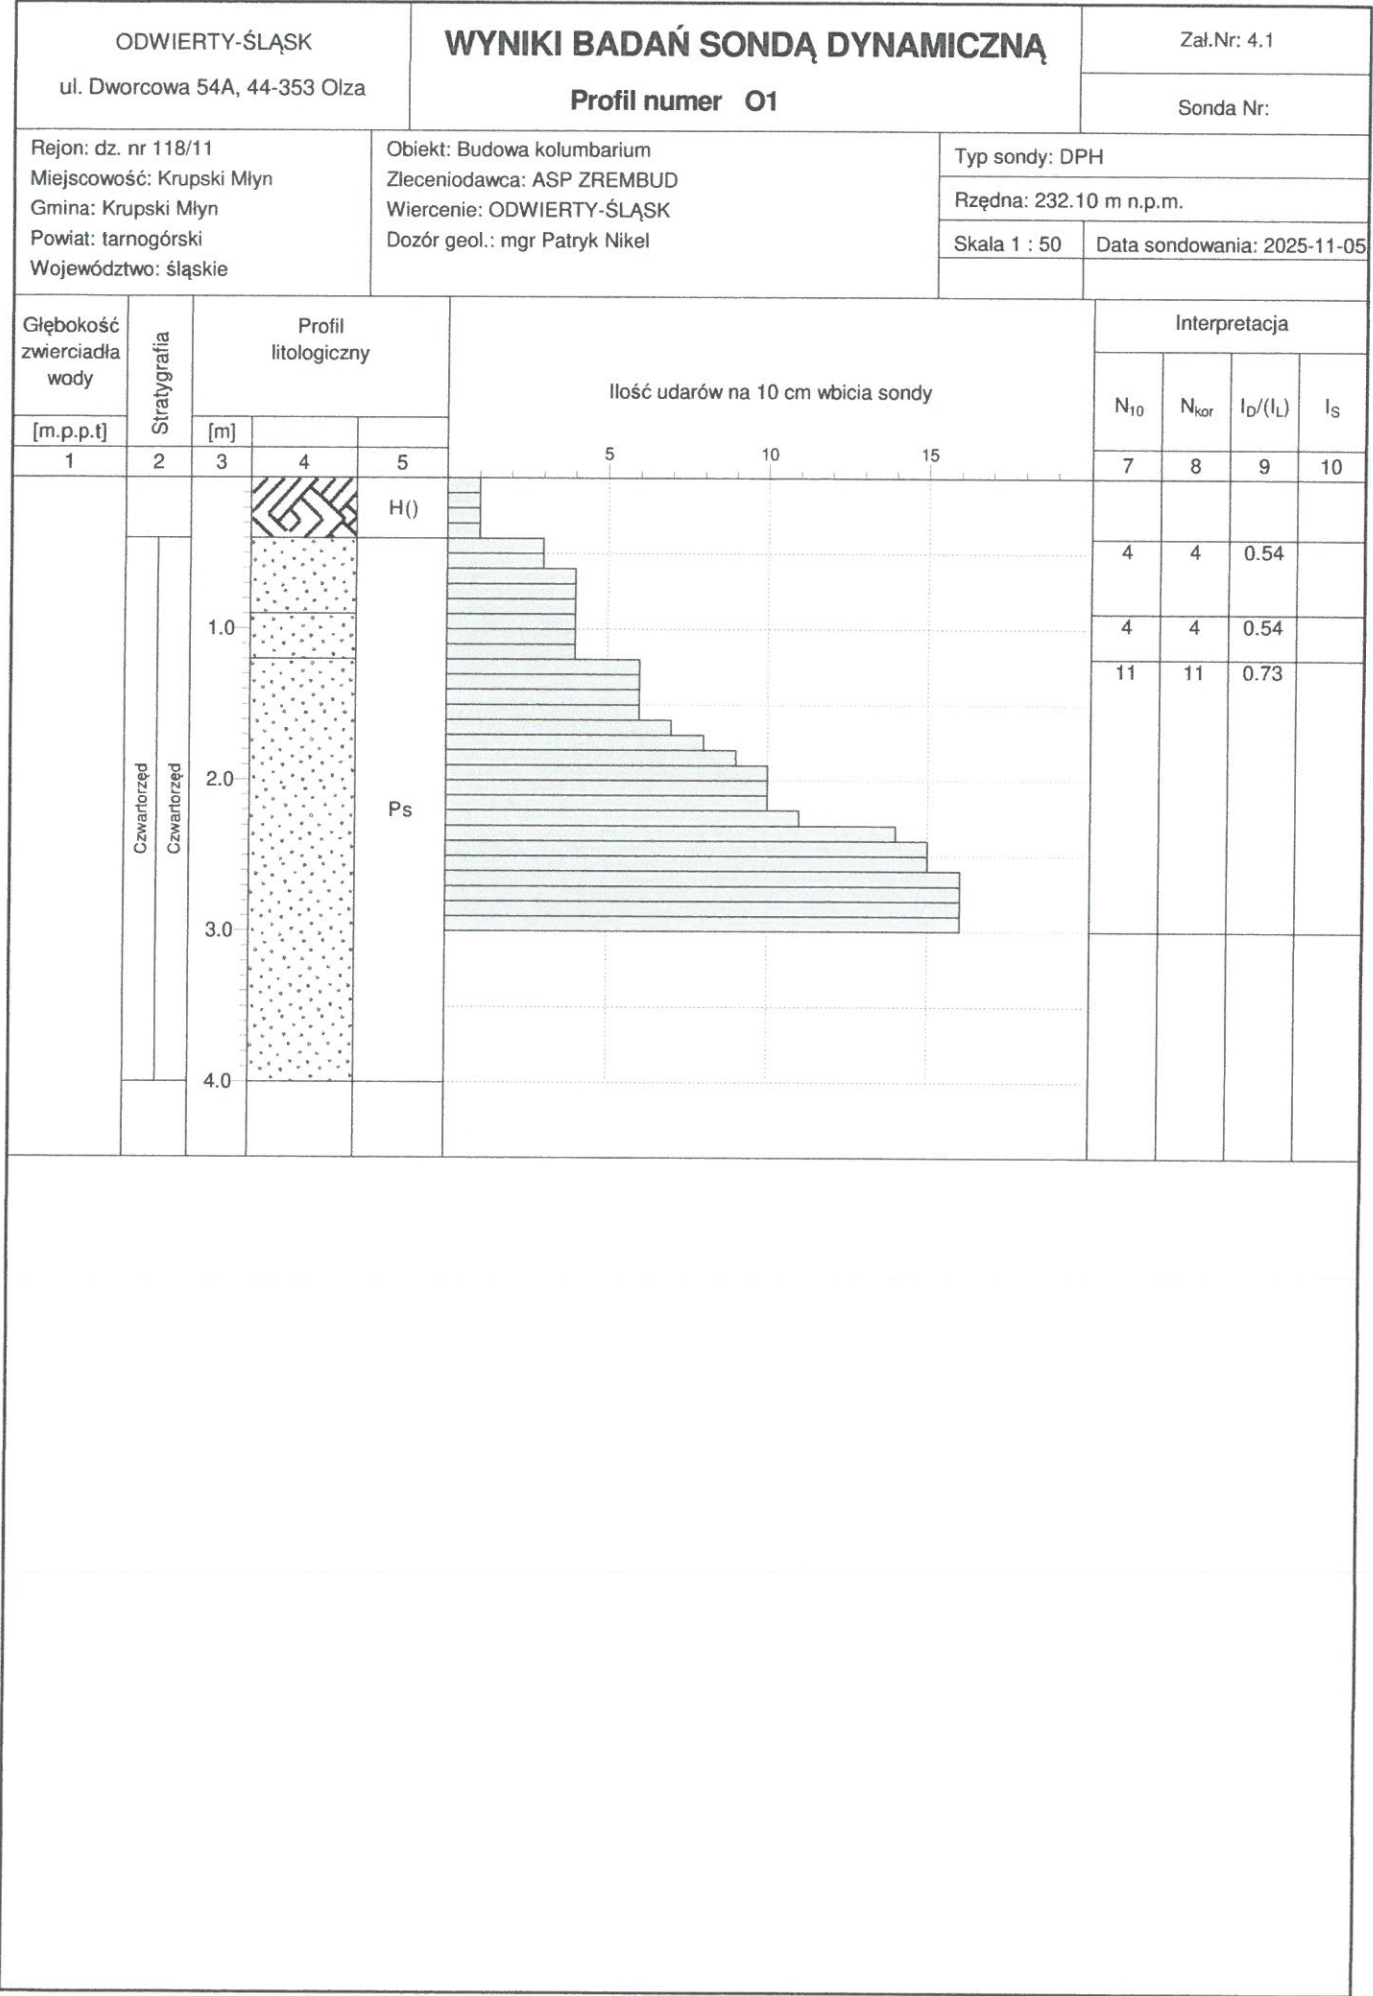 ODWIERTY-ŚLĄSK
ul. Dworcowa 54A, 44-353 Olza
WYNIKI BADAŃ SONDĄ DYNAMICZNĄ
Profil numer O1
Zał.Nr: 4.1
Sonda Nr:
Rejon: dz. nr 118/11
Miejscowość: Krupski Młyn
Gmina: Krupski Młyn
Powiat: tarnogórski
Województwo: śląskie
Obiekt: Budowa kolumbarium
Zleceniodawca: ASP ZREMBUD
Wiercenie: ODWIERTY-ŚLĄSK
Dozór geol.: mgr Patryk Nikel
Typ sondy: DPH
Rzędna: 232.10 m n.p.m.
Skala 1 : 50
Data sondowania: 2025-11-05
Głębokość
zwierciadła
wody
[m.p.p.t]
Stratygrafia
Profil
litologiczny
[m]
Ilość udarów na 10 cm wbicia sondy
Interpretacja
N10 Nkor ID/(IL) IS
1 2 3 4 5
5 10 15
7 8 9 10
H()
4 4 0.54
1.0
4 4 0.54
11 11 0.73
2.0
Czwartorzęd
Czwartorzęd
Ps
3.0
4.0